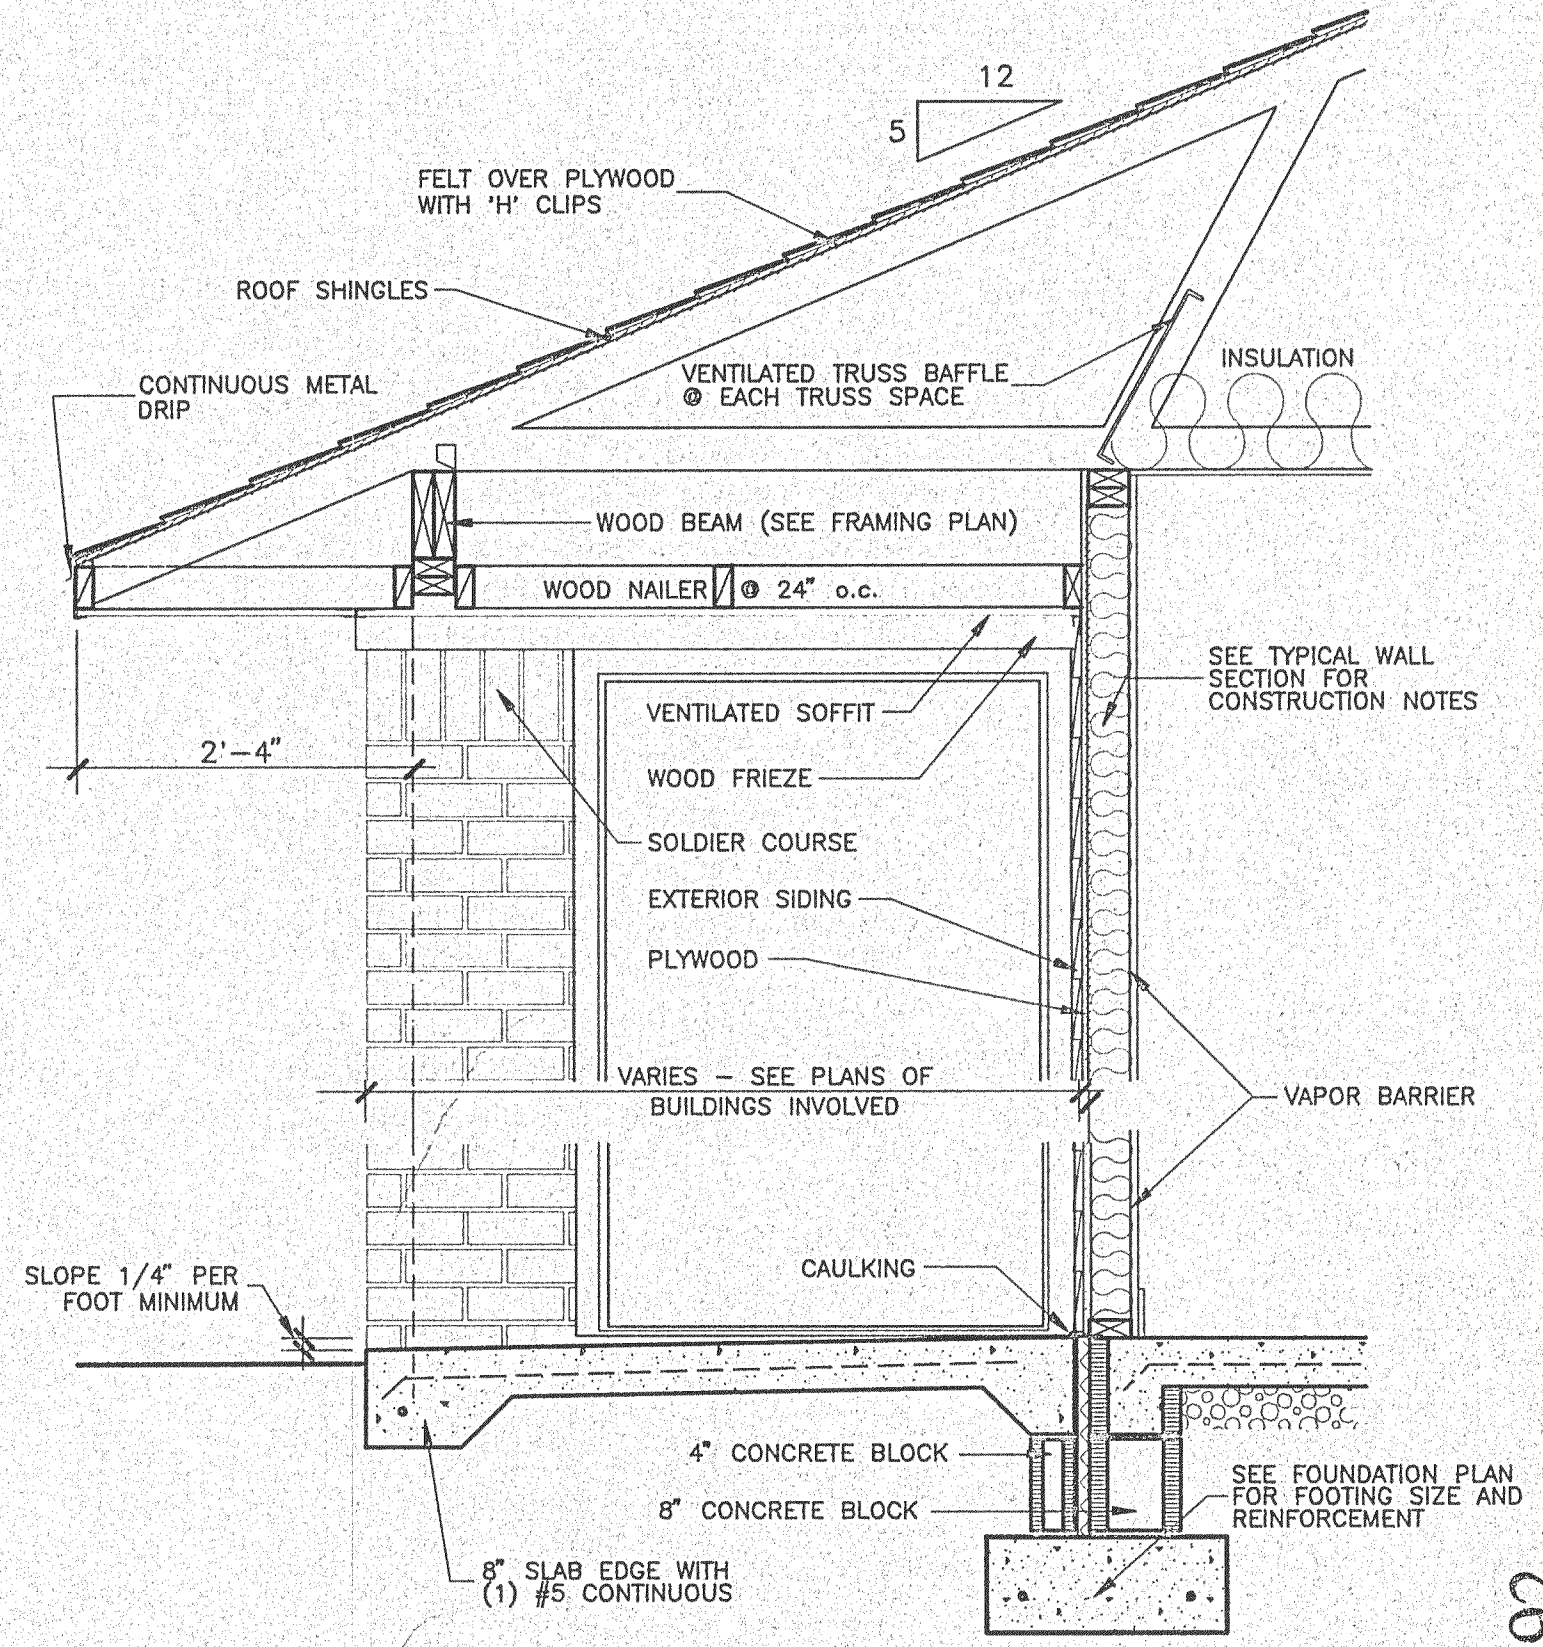 12
5
FELT OVER PLYWOOD
WITH 'H' CLIPS
ROOF SHINGLES
CONTINUOUS METAL
DRIP
VENTILATED TRUSS BAFFLE
@ EACH TRUSS SPACE
INSULATION
WOOD BEAM (SEE FRAMING PLAN)
WOOD NAILER @ 24" o.c.
SEE TYPICAL WALL
SECTION FOR
CONSTRUCTION NOTES
VENTILATED SOFFIT
2'-4"
WOOD FRIEZE
SOLDIER COURSE
EXTERIOR SIDING
PLYWOOD
VARIES - SEE PLANS OF
BUILDINGS INVOLVED
VAPOR BARRIER
SLOPE 1/4" PER
FOOT MINIMUM
CAULKING
4" CONCRETE BLOCK
8" CONCRETE BLOCK
SEE FOUNDATION PLAN
FOR FOOTING SIZE AND
REINFORCEMENT
8" SLAB EDGE WITH
(1) #5 CONTINUOUS